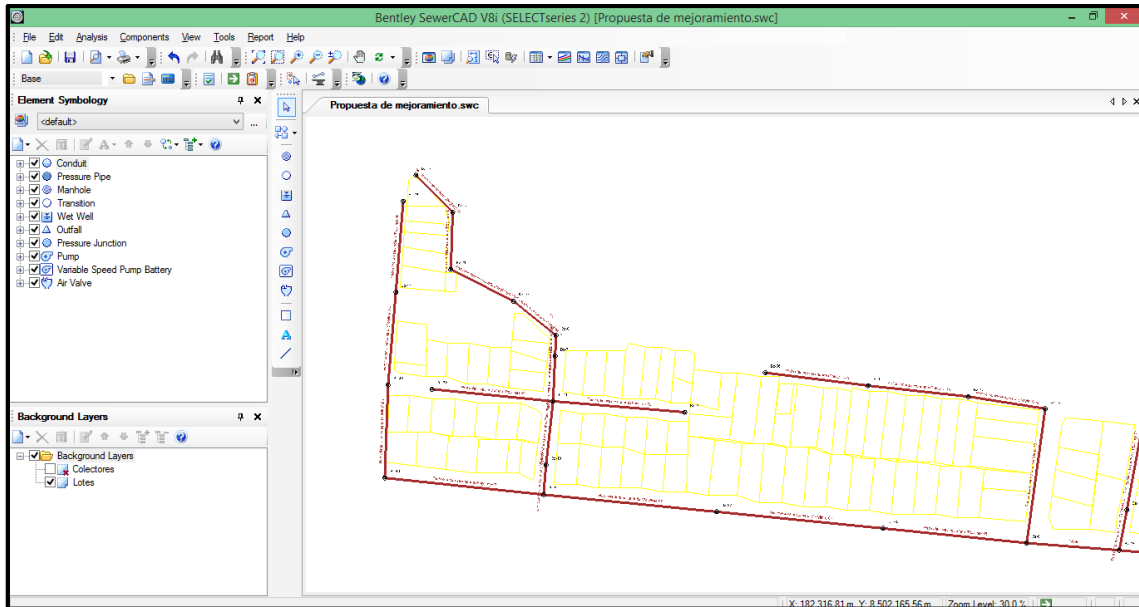 Bentley SewerCAD V8i (SELECTseries 2) [Propuesta de mejoramiento.swc]
File Edit Analysis Components View Tools Report Help
Base
Element Symbology
<default>
Conduit
Pressure Pipe
Manhole
Transition
Wet Well
Outfall
Pressure Junction
Pump
Variable Speed Pump Battery
Air Valve
Background Layers
Background Layers
Colectores
Lotes
Propuesta de mejoramiento.swc
X: 182,316.81 m, Y: 8,502,165.56 m Zoom Level: 30.0 %